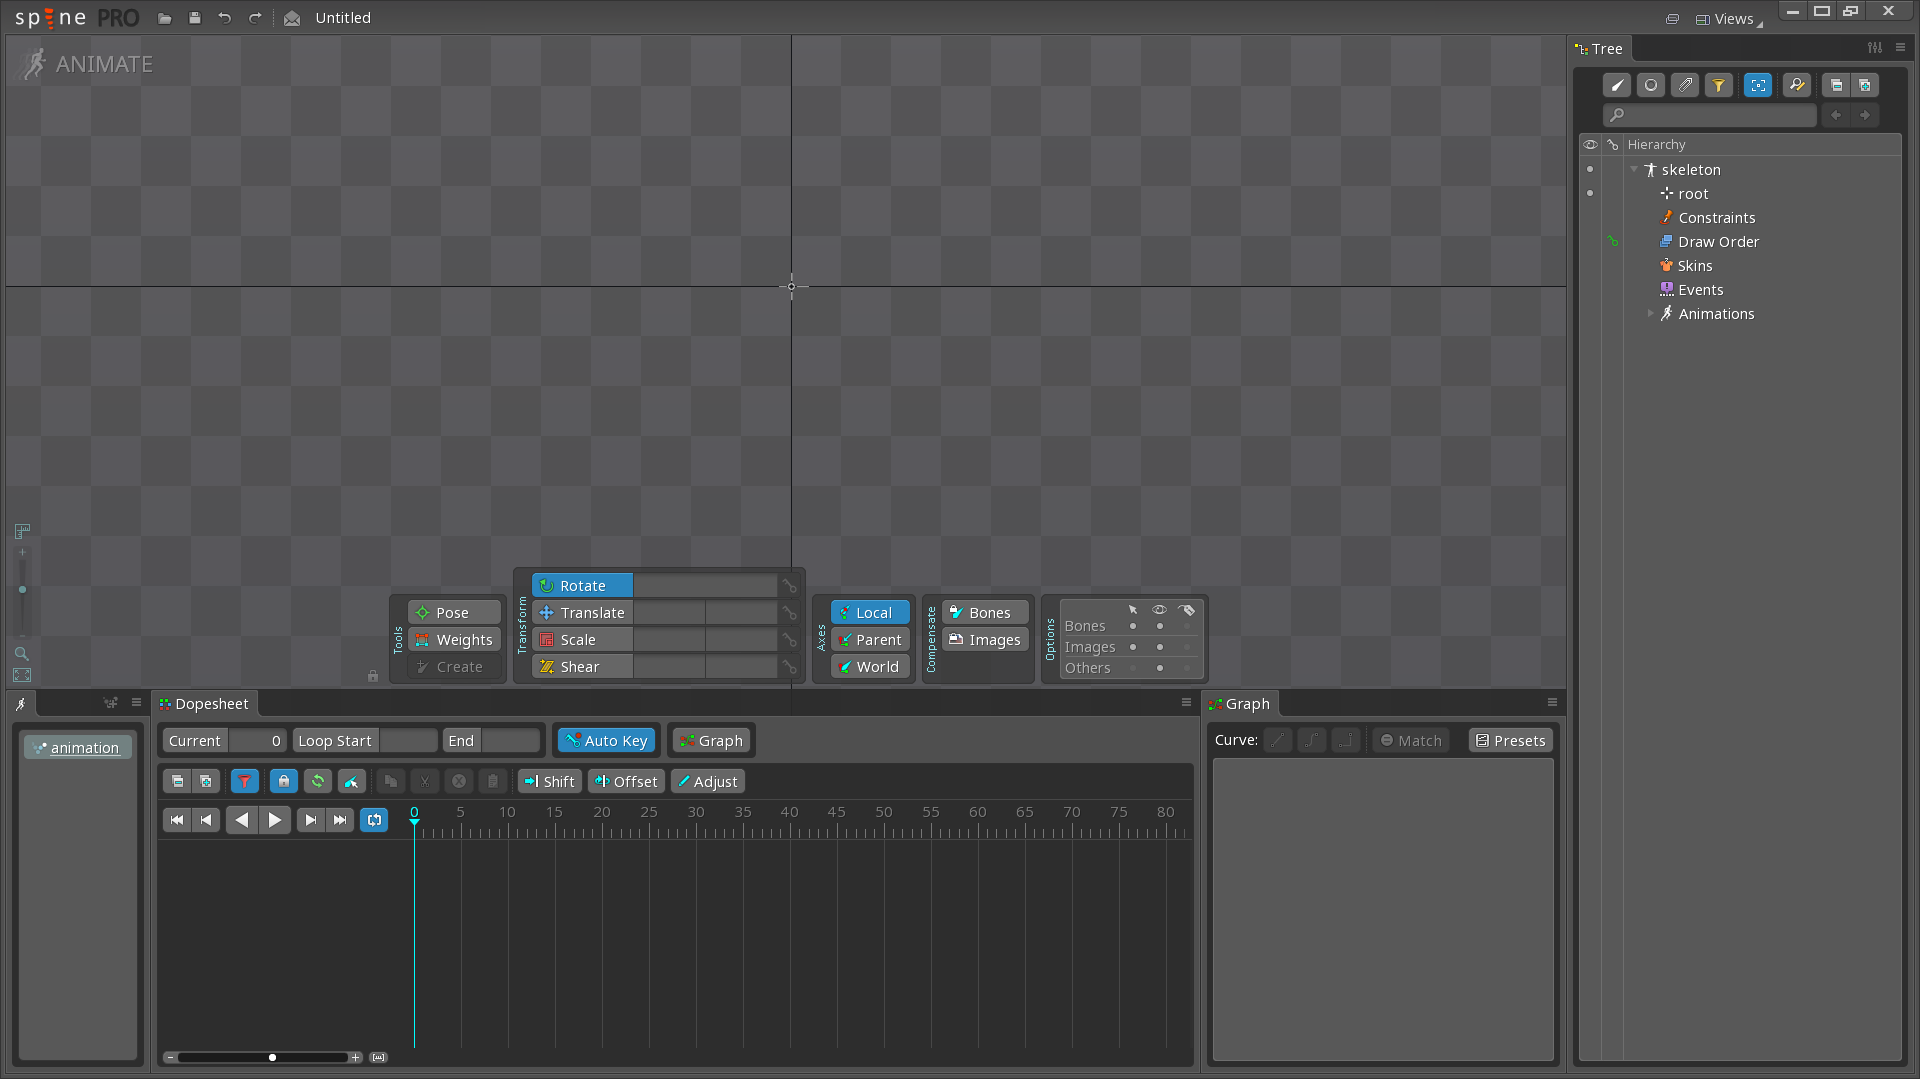 spine PRO Untitled Views
ANIMATE
Tree
Hierarchy
skeleton
root
Constraints
Draw Order
Skins
Events
Animations
Tools
Pose
Weights
Create
Transform
Rotate
Translate
Scale
Shear
Axes
Local
Parent
World
Compensate
Bones
Images
Options
Bones
Images
Others
animation
Dopesheet
Current 0 Loop Start End Auto Key Graph
Shift Offset Adjust
0 5 10 15 20 25 30 35 40 45 50 55 60 65 70 75 80
Graph
Curve: Match Presets